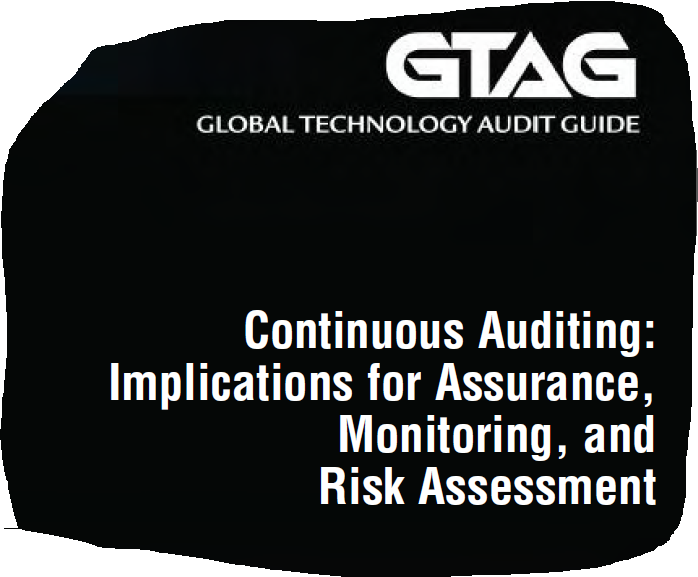 GTAG
GLOBAL TECHNOLOGY AUDIT GUIDE
Continuous Auditing:
Implications for Assurance,
Monitoring, and
Risk Assessment